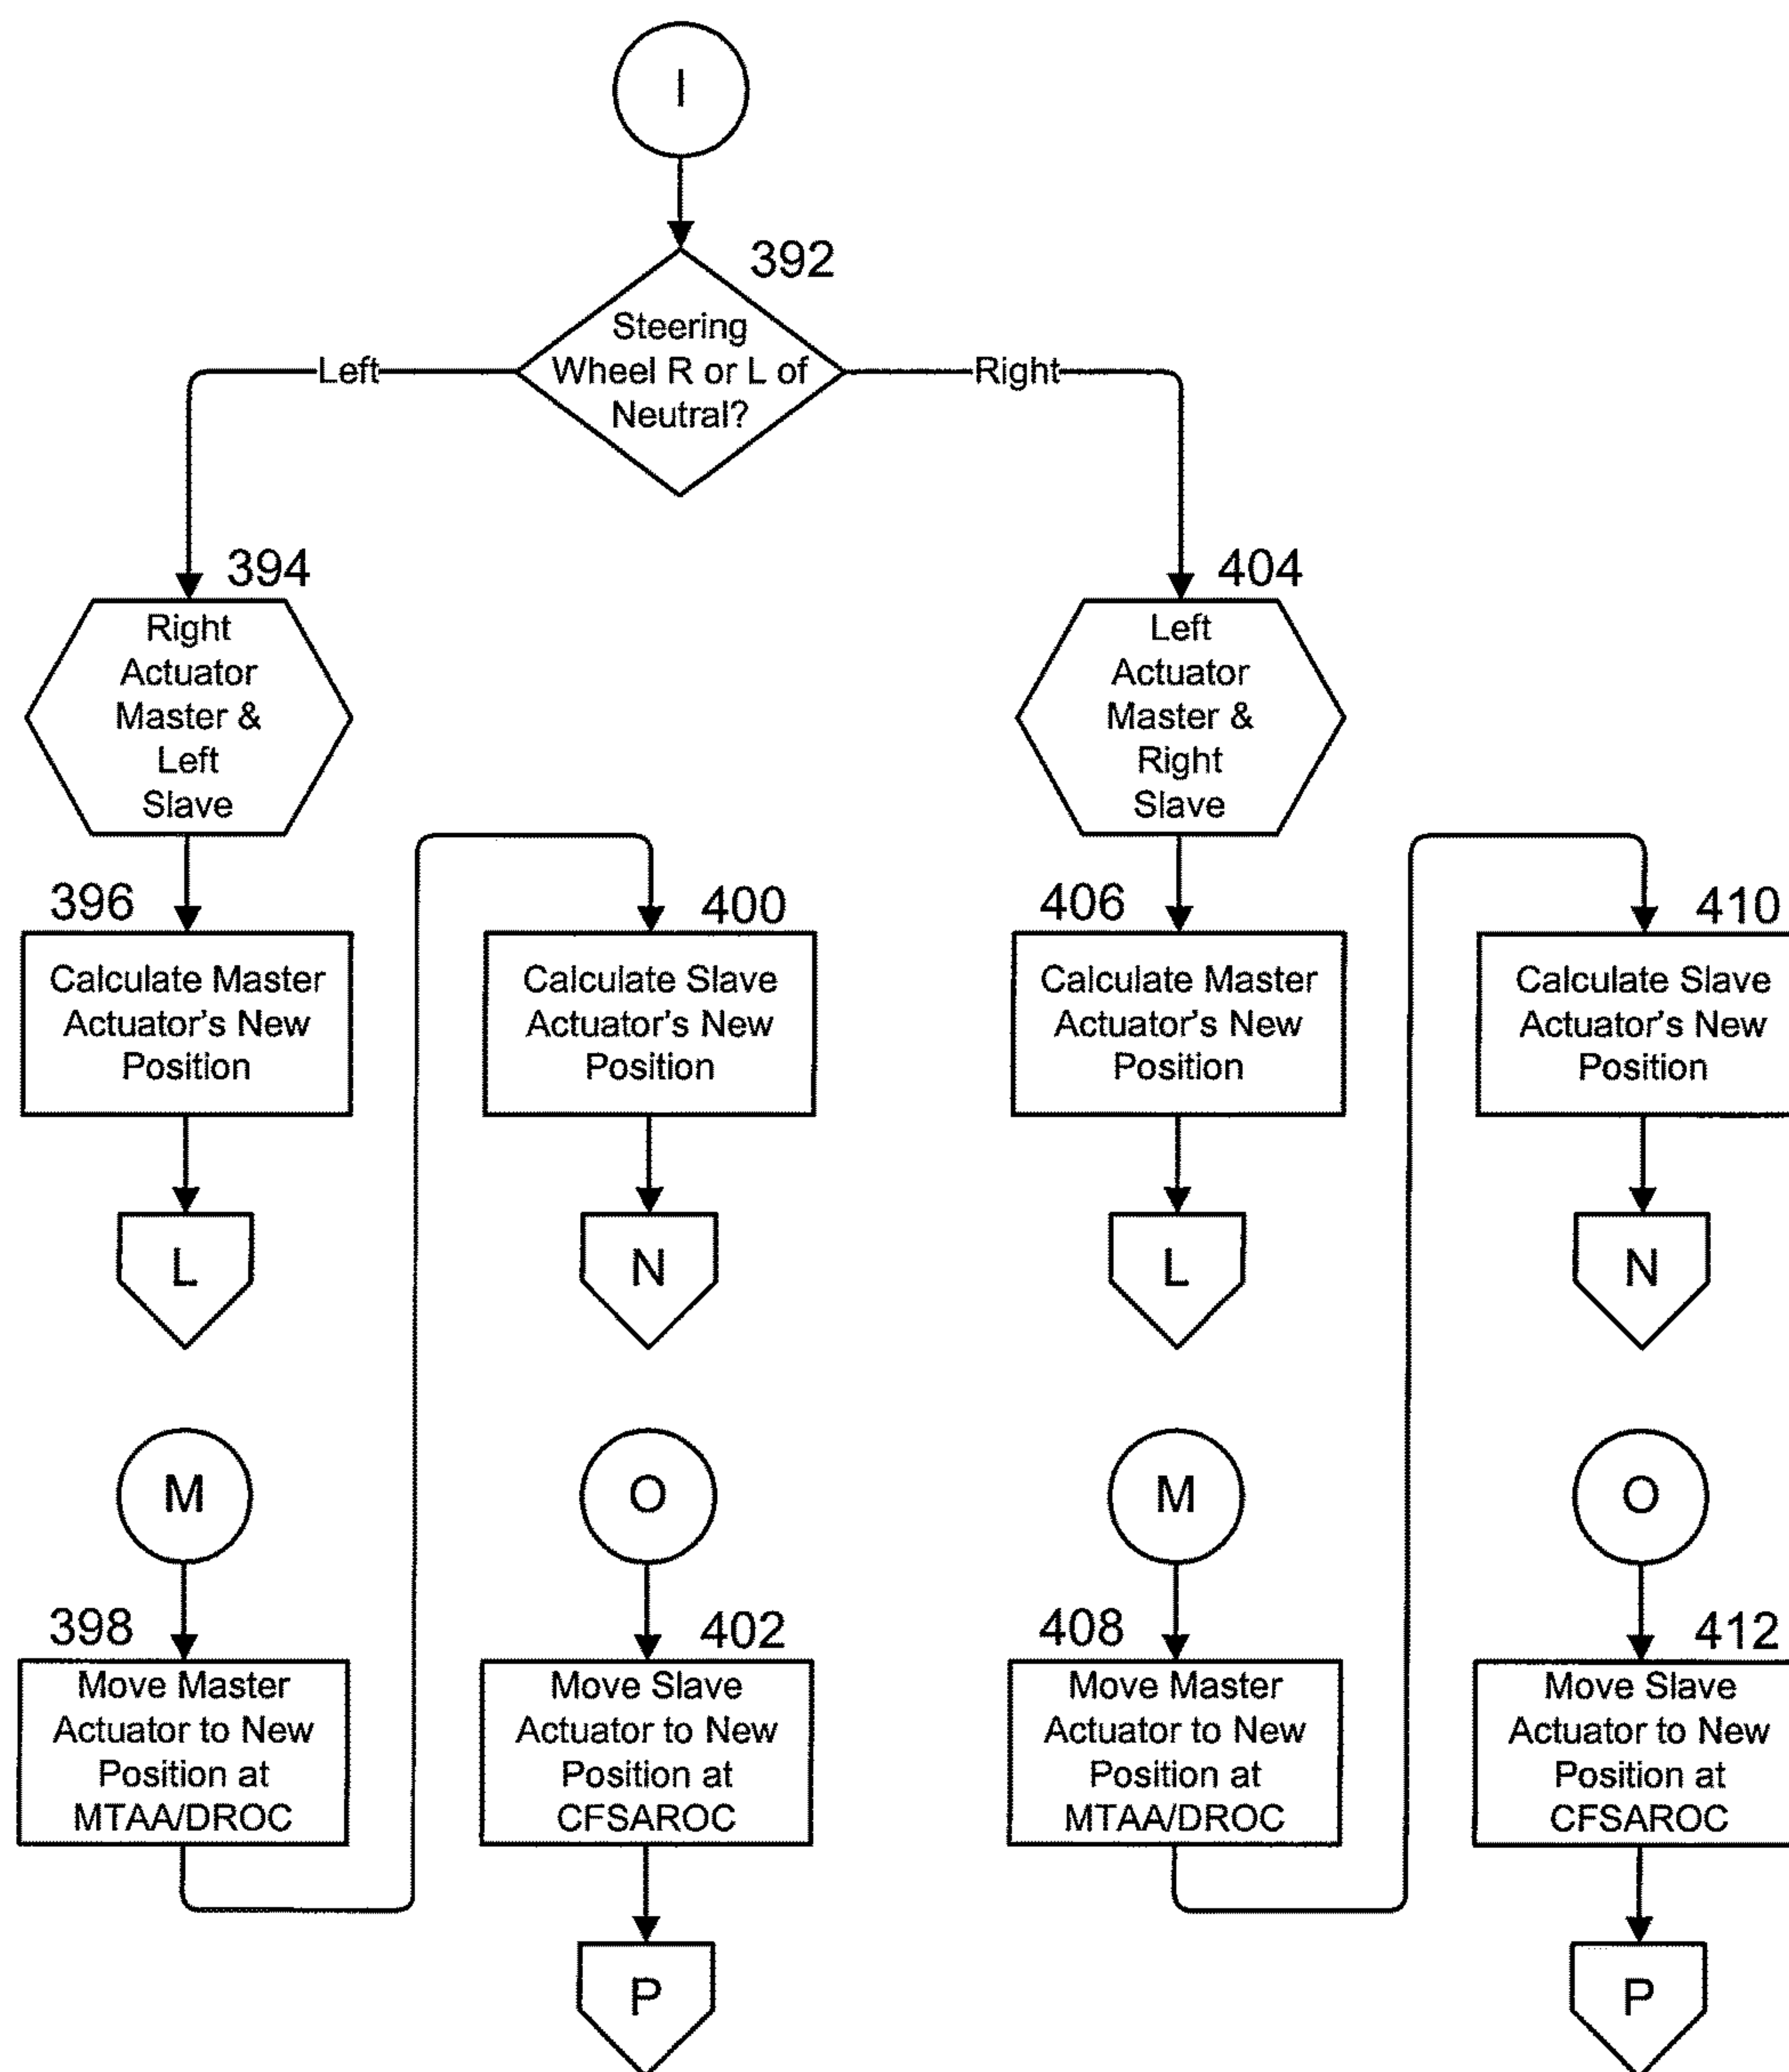 I
392
Steering
Wheel R or L of
Neutral?
Left
Right
394
Right
Actuator
Master &
Left
Slave
404
Left
Actuator
Master &
Right
Slave
396
Calculate Master
Actuator's New
Position
400
Calculate Slave
Actuator's New
Position
406
Calculate Master
Actuator's New
Position
410
Calculate Slave
Actuator's New
Position
L
N
L
N
M
O
M
O
398
Move Master
Actuator to New
Position at
MTAA/DROC
402
Move Slave
Actuator to New
Position at
CFSAROC
408
Move Master
Actuator to New
Position at
MTAA/DROC
412
Move Slave
Actuator to New
Position at
CFSAROC
P
P